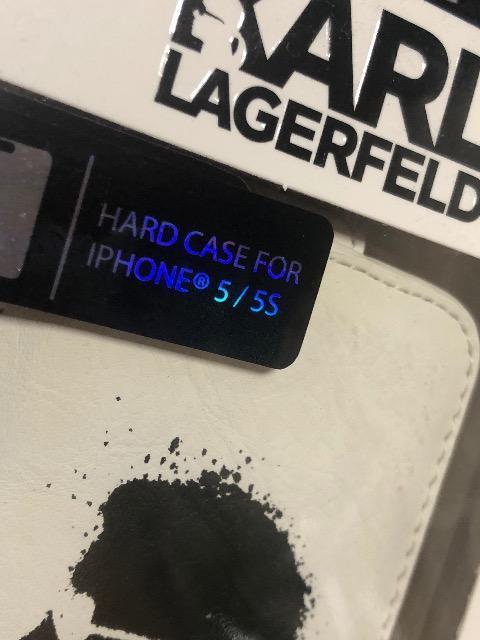 KARL
LAGERFELD
HARD CASE FOR
IPHONE® 5 / 5S